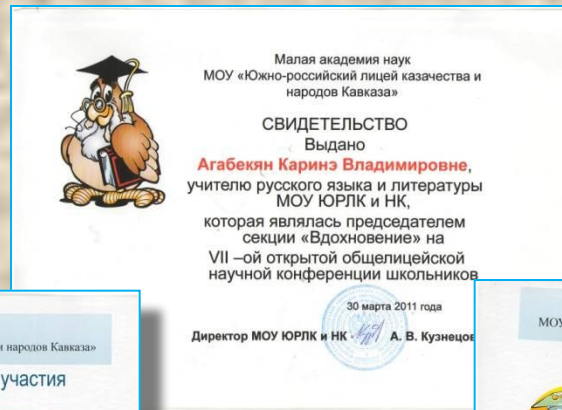 Малая академия наук
МОУ «Южно-российский лицей казачества и
народов Кавказа»
СВИДЕТЕЛЬСТВО
Выдано
Агабекян Каринэ Владимировне,
учителю русского языка и литературы
МОУ ЮРЛК и НК,
которая являлась председателем
секции «Вдохновение» на
VII –ой открытой общелицейской
научной конференции школьников
30 марта 2011 года
Директор МОУ ЮРЛК и НК А. В. Кузнецов
народов Кавказа»
участия
МОУ